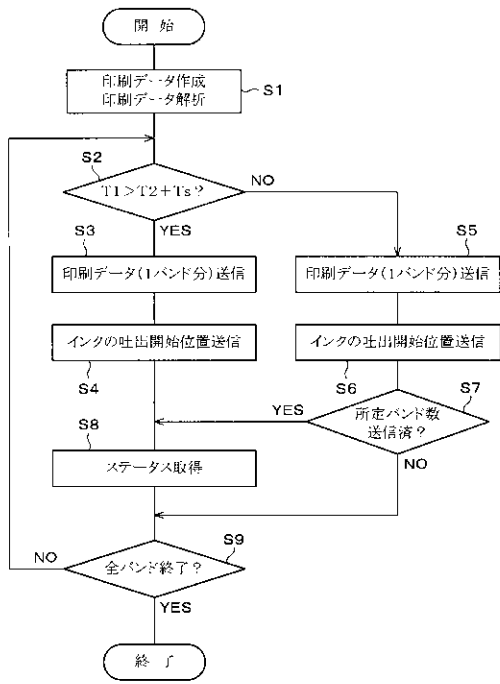 開始
印刷データ作成
印刷データ解析
S1
S2
T1>T2+Ts?
NO
YES
S3
S5
印刷データ(1バンド分)送信
印刷データ(1バンド分)送信
インクの吐出開始位置送信
インクの吐出開始位置送信
S4
S6
S7
YES
所定バンド数
送信済?
S8
ステータス取得
NO
NO
S9
全バンド終了?
YES
終了